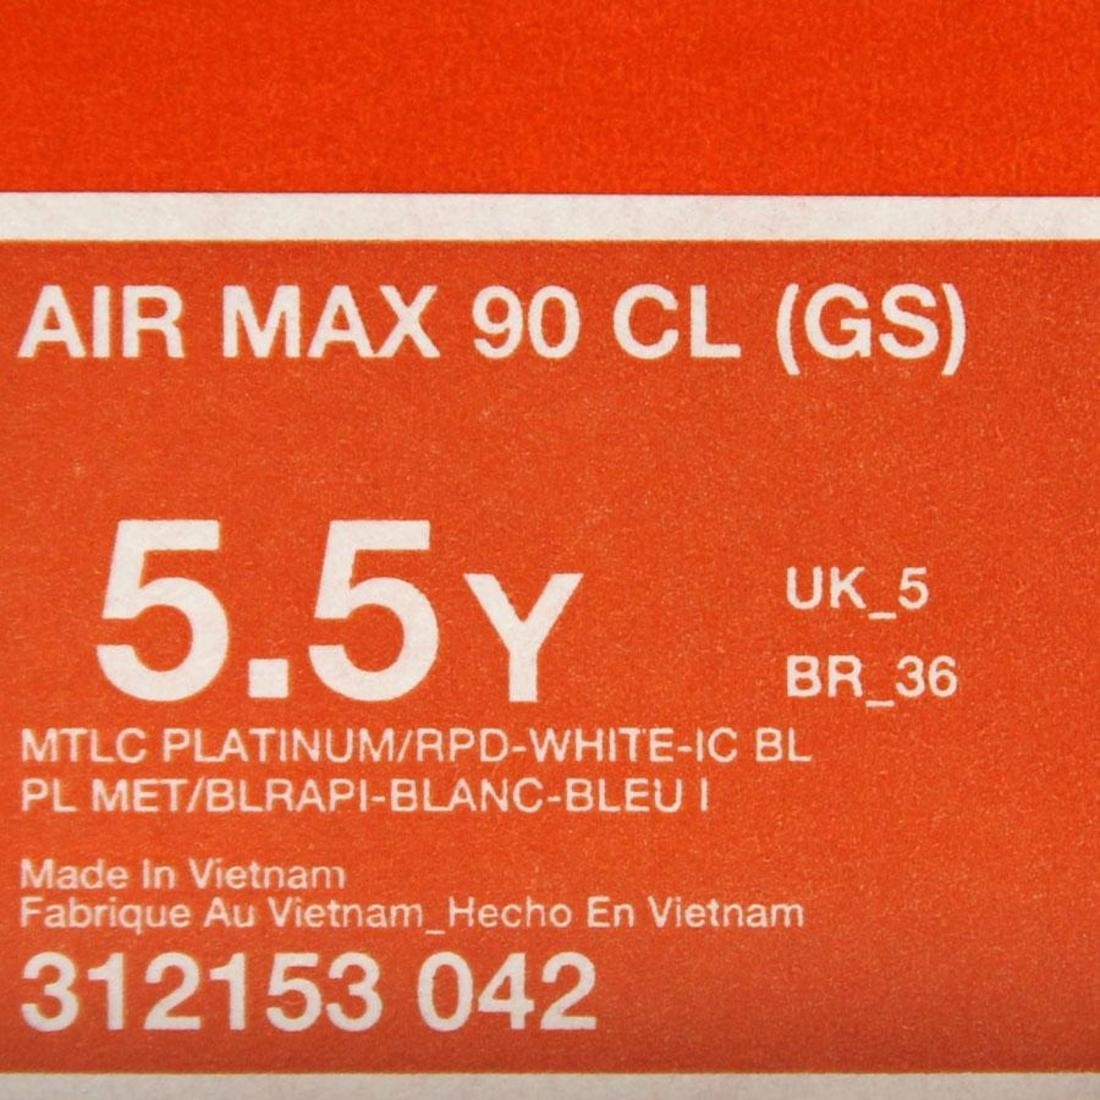 AIR MAX 90 CL (GS)
5.5Y
UK_5
BR_36
MTLC PLATINUM/RPD-WHITE-IC BL
PL MET/BLRAPI-BLANC-BLEU I
Made In Vietnam
Fabrique Au Vietnam_Hecho En Vietnam
312153 042